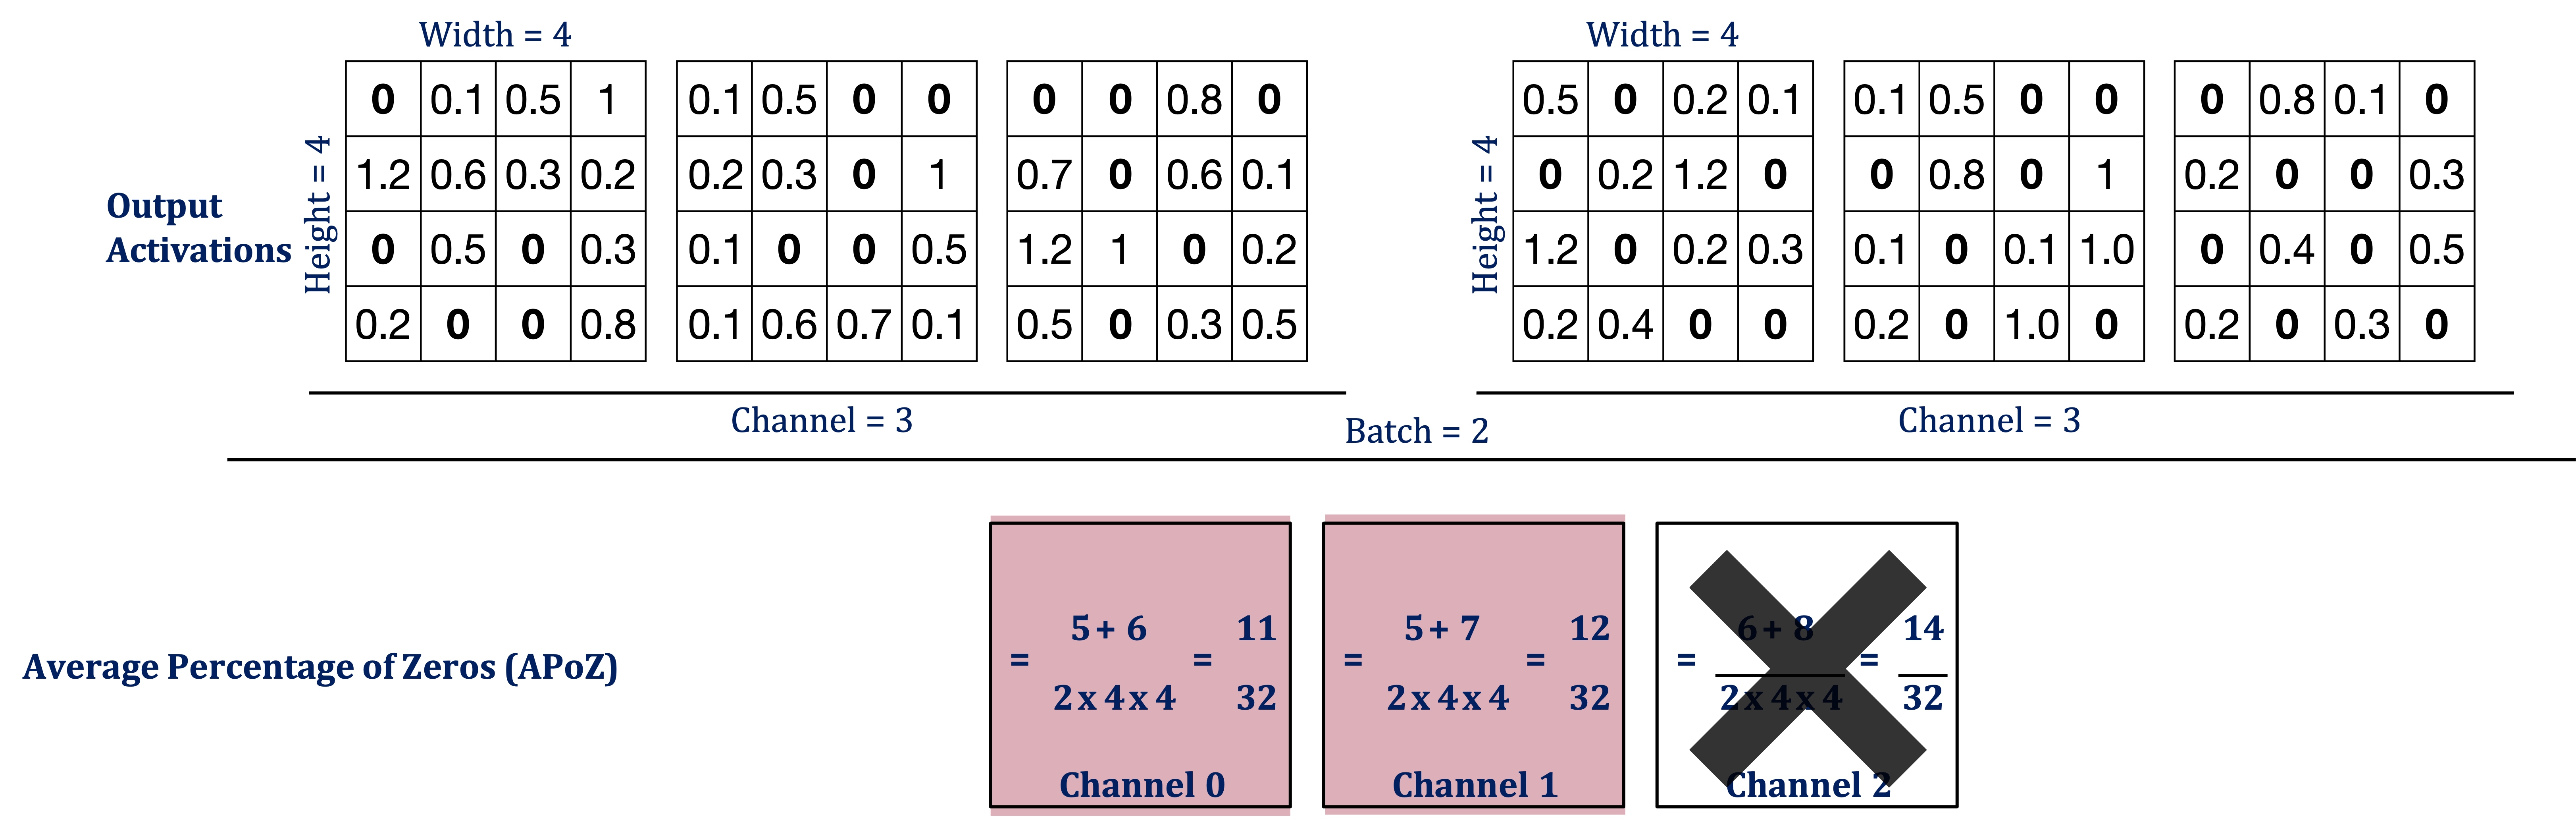 Width = 4
Width = 4
Height = 4
0 0.1 0.5 1
0.1 0.5 0 0
0 0 0.8 0
Height = 4
0.5 0 0.2 0.1
0.1 0.5 0 0
0 0.8 0.1 0
1.2 0.6 0.3 0.2
0.2 0.3 0 1
0.7 0 0.6 0.1
0 0.2 1.2 0
0 0.8 0 1
0.2 0 0 0.3
Output
Activations
0 0.5 0 0.3
0.1 0 0 0.5
1.2 1 0 0.2
1.2 0 0.2 0.3
0.1 0 0.1 1.0
0 0.4 0 0.5
0.2 0 0 0.8
0.1 0.6 0.7 0.1
0.5 0 0.3 0.5
0.2 0.4 0 0
0.2 0 1.0 0
0.2 0 0.3 0
Channel = 3
Batch = 2
Channel = 3
Average Percentage of Zeros (APoZ)
= 5 + 6 = 11
2 x 4 x 4 32
Channel 0
= 5 + 7 = 12
2 x 4 x 4 32
Channel 1
= 6 + 8 = 14
2 x 4 x 4 32
Channel 2